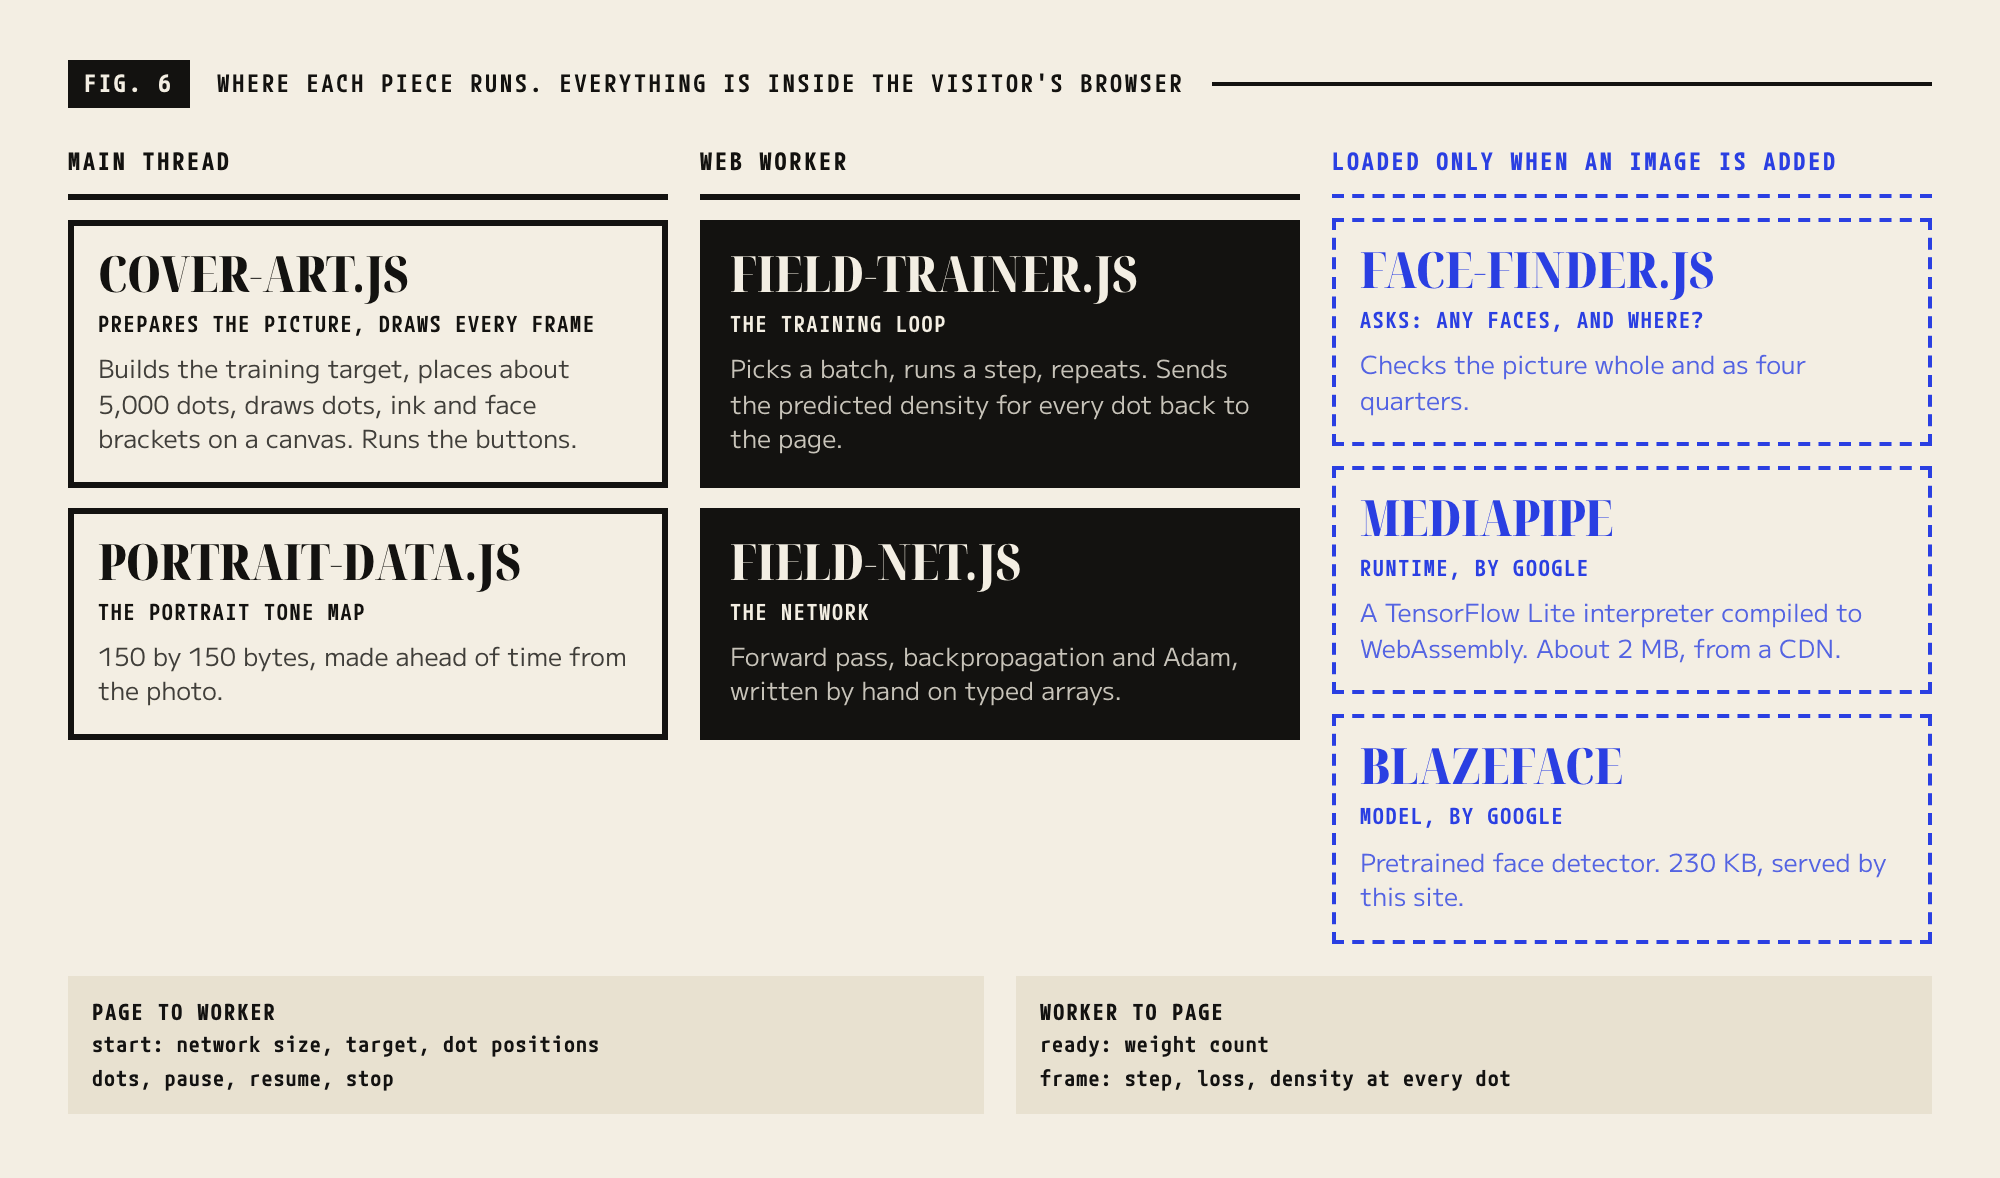 FIG. 6
WHERE EACH PIECE RUNS. EVERYTHING IS INSIDE THE VISITOR'S BROWSER
MAIN THREAD
COVER-ART.JS
PREPARES THE PICTURE, DRAWS EVERY FRAME
Builds the training target, places about
5,000 dots, draws dots, ink and face
brackets on a canvas. Runs the buttons.
PORTRAIT-DATA.JS
THE PORTRAIT TONE MAP
150 by 150 bytes, made ahead of time from
the photo.
WEB WORKER
FIELD-TRAINER.JS
THE TRAINING LOOP
Picks a batch, runs a step, repeats. Sends
the predicted density for every dot back to
the page.
FIELD-NET.JS
THE NETWORK
Forward pass, backpropagation and Adam,
written by hand on typed arrays.
LOADED ONLY WHEN AN IMAGE IS ADDED
FACE-FINDER.JS
ASKS: ANY FACES, AND WHERE?
Checks the picture whole and as four
quarters.
MEDIAPIPE
RUNTIME, BY GOOGLE
A TensorFlow Lite interpreter compiled to
WebAssembly. About 2 MB, from a CDN.
BLAZEFACE
MODEL, BY GOOGLE
Pretrained face detector. 230 KB, served by
this site.
PAGE TO WORKER
start: network size, target, dot positions
dots, pause, resume, stop
WORKER TO PAGE
ready: weight count
frame: step, loss, density at every dot